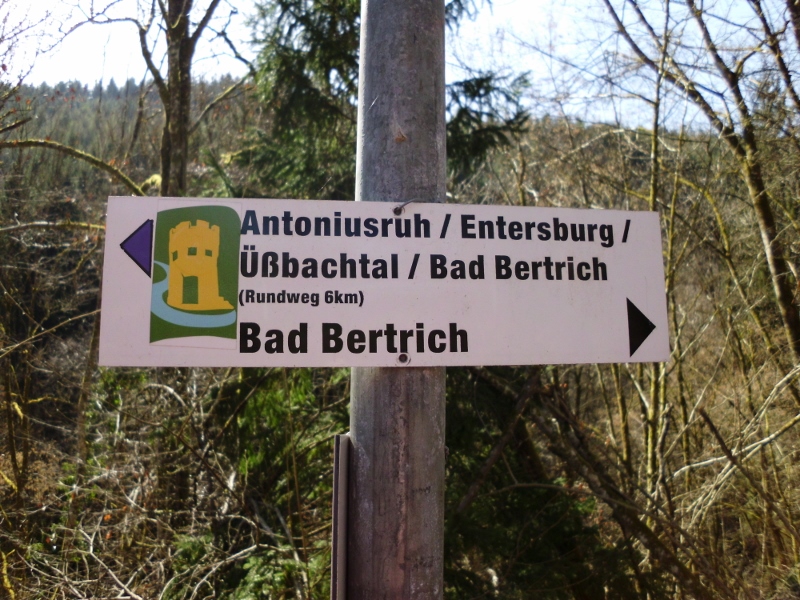 Antoniusruh / Entersburg /
Üßbachtal / Bad Bertrich
(Rundweg 6km)
Bad Bertrich